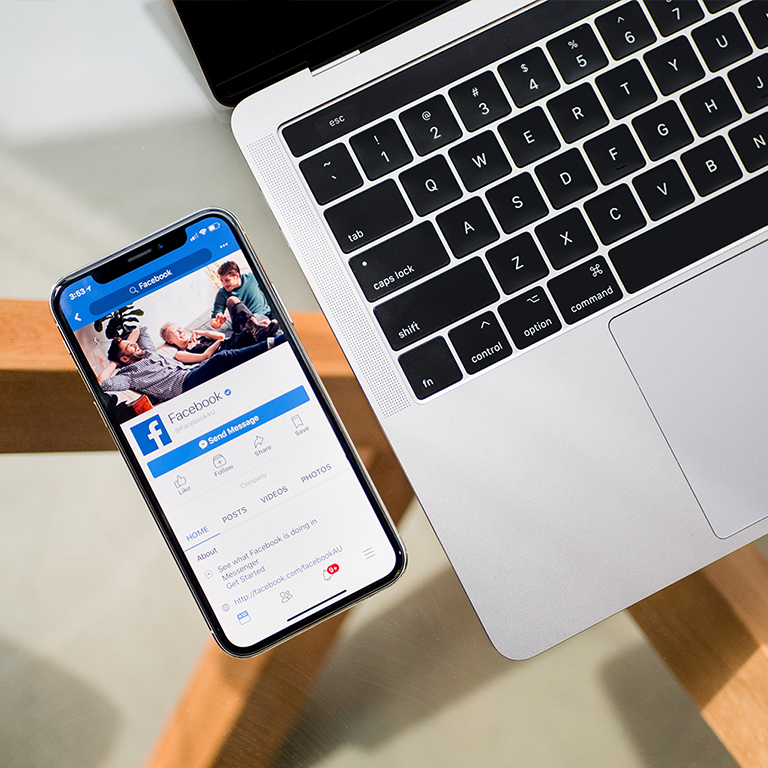 3:53
Facebook
Facebook
@FacebookAU
f
Send Message
Like
Follow
Share
Save
Company
HOME
POSTS
VIDEOS
PHOTOS
About
See what Facebook is doing in
Messenger
Get Started
http://facebook.com/facebookAU
9+
esc
~ ` ! 1 @ 2 # 3 $ 4 % 5 ^ 6 7
tab Q W E R T Y U
caps lock A S D F G H J
shift Z X C V B N
fn ^ control ⌥ option ⌘ command